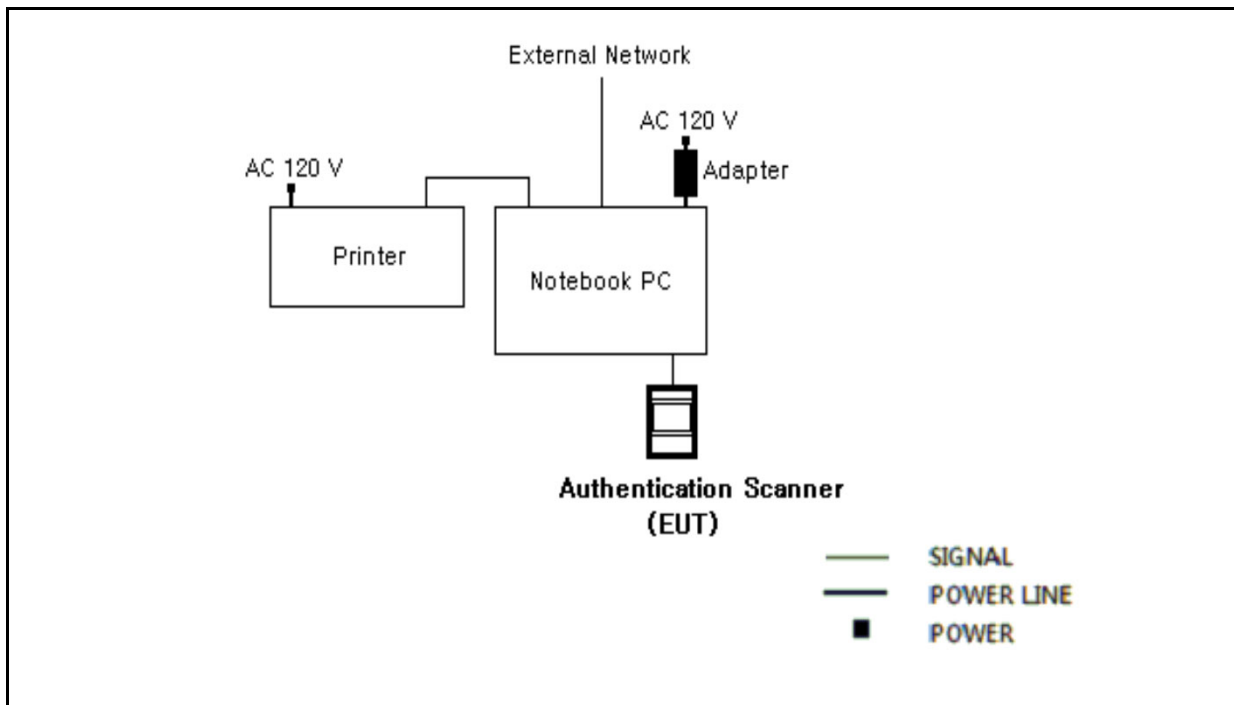 External Network
AC 120 V
Adapter
AC 120 V
Printer
Notebook PC
Authentication Scanner
(EUT)
SIGNAL
POWER LINE
POWER